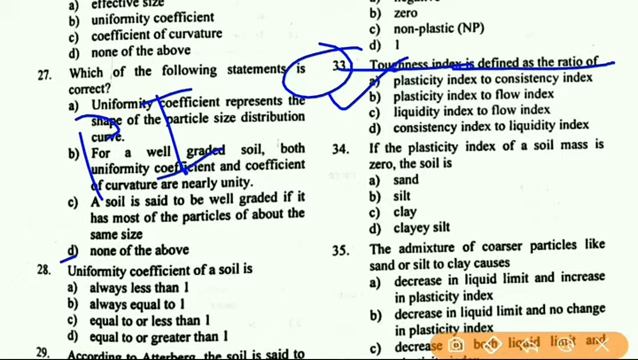 a) effective size
b) uniformity coefficient
c) coefficient of curvature
d) none of the above
27. Which of the following statements is
correct?
a) Uniformity coefficient represents the
shape of the particle size distribution
curve.
b) For a well graded soil, both
uniformity coefficient and coefficient
of curvature are nearly unity.
c) A soil is said to be well graded if it
has most of the particles of about the
same size
d) none of the above
28. Uniformity coefficient of a soil is
a) always less than 1
b) always equal to 1
c) equal to or less than 1
d) equal to or greater than 1
29. According to Atterberg, the soil is said to
b) zero
c) non-plastic (NP)
d) 1
33. Toughness index is defined as the ratio of
a) plasticity index to consistency index
b) plasticity index to flow index
c) liquidity index to flow index
d) consistency index to liquidity index
34. If the plasticity index of a soil mass is
zero, the soil is
a) sand
b) silt
c) clay
d) clayey silt
35. The admixture of coarser particles like
sand or silt to clay causes
a) decrease in liquid limit and increase
in plasticity index
b) decrease in liquid limit and no change
in plasticity index
c) decrease in both liquid limit and